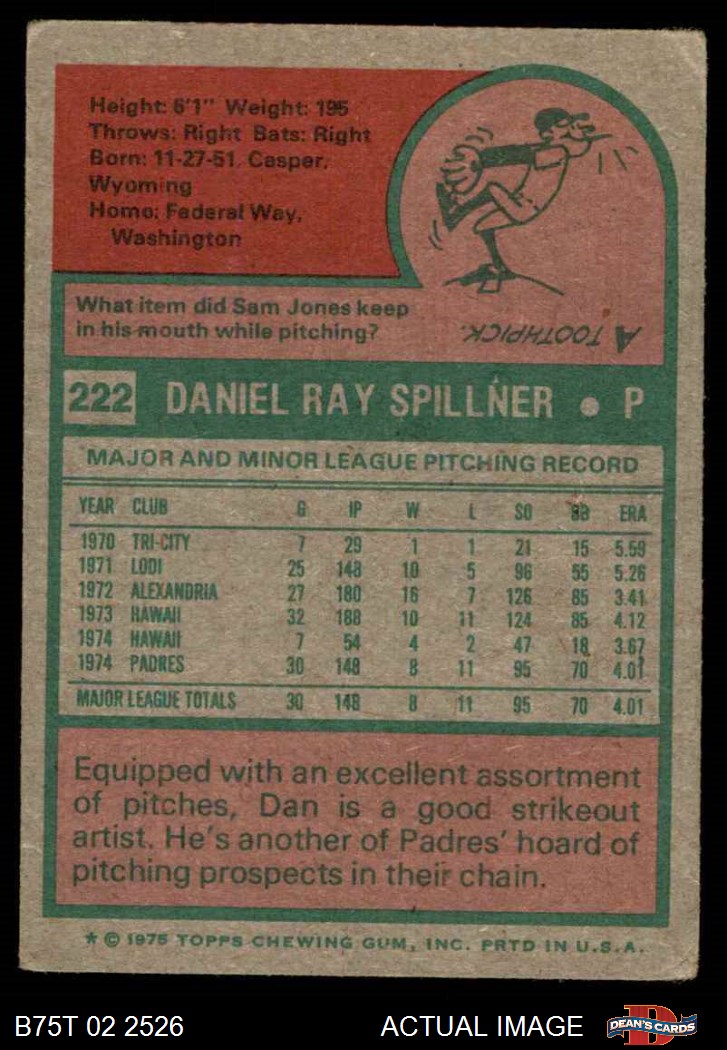 Height: 6'1" Weight: 195
Throws: Right Bats: Right
Born: 11-27-51, Casper,
Wyoming
Home: Federal Way,
Washington
What item did Sam Jones keep
in his mouth while pitching?
A TOOTHPICK.
222 DANIEL RAY SPILLNER • P
MAJOR AND MINOR LEAGUE PITCHING RECORD
YEAR CLUB G IP W L SO BB ERA
1970 TRI-CITY 7 29 1 1 21 15 5.59
1971 LODI 25 148 10 5 96 55 5.26
1972 ALEXANDRIA 27 180 16 7 126 85 3.41
1973 HAWAII 32 188 10 11 124 85 4.12
1974 HAWAII 7 54 4 2 47 18 3.67
1974 PADRES 30 148 8 11 95 70 4.01
MAJOR LEAGUE TOTALS 30 148 8 11 95 70 4.01
Equipped with an excellent assortment
of pitches, Dan is a good strikeout
artist. He's another of Padres' hoard of
pitching prospects in their chain.
* © 1975 TOPPS CHEWING GUM, INC. PRTD IN U.S.A.
B75T 02 2526 ACTUAL IMAGE D DEAN'S CARDS